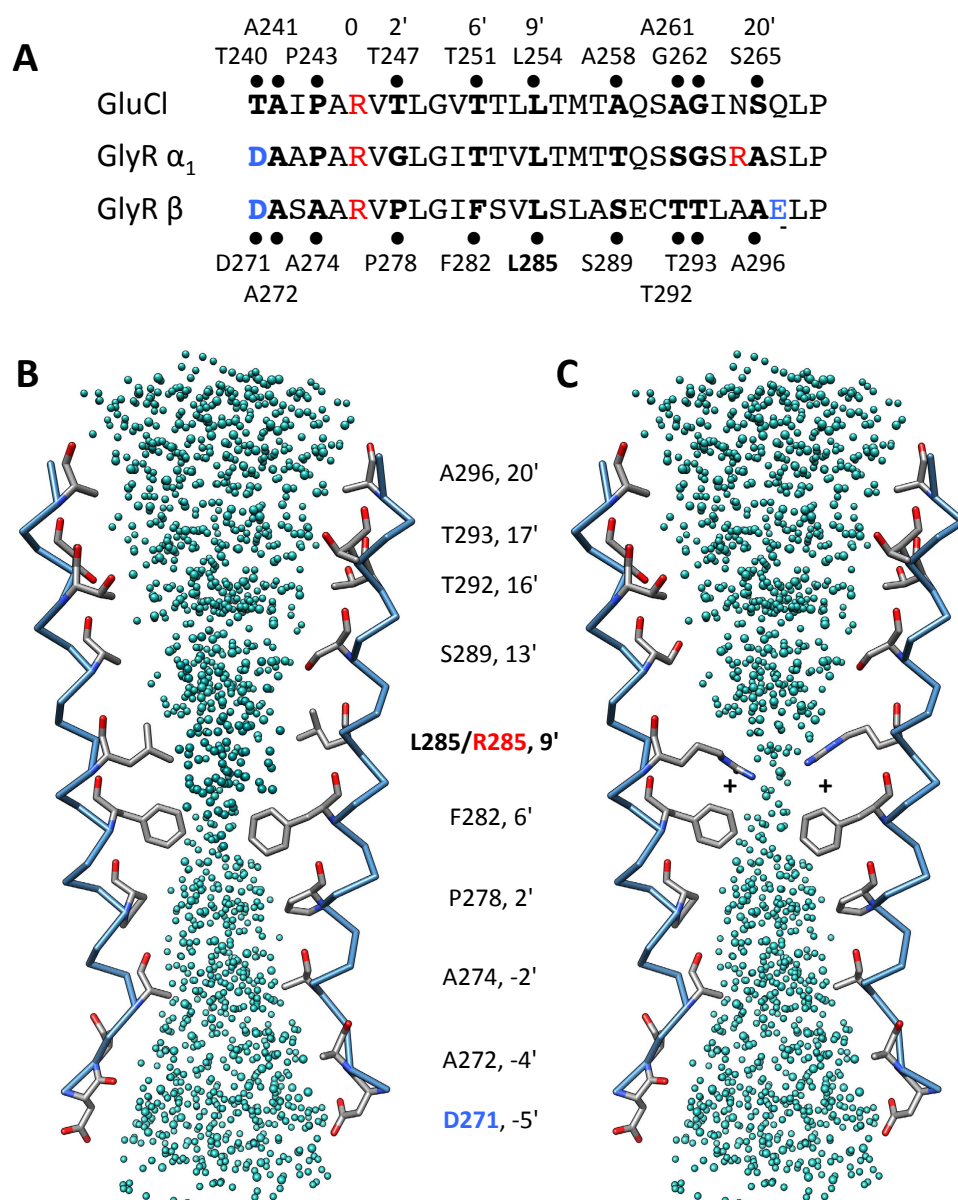 A
A241 0 2' 6' 9' A261 20'
T240 P243 T247 T251 L254 A258 G262 S265
GluCl TAIPARVTLGVTTLLTMTAQSAGINSQLP
GlyR α1 DAAPARVGLGITTVLTMTTQSSGSRASLP
GlyR β DASAARVPLGIFSVLSLASECTTLAAELP
-
D271 A274 P278 F282 L285 S289 T293 A296
A272 T292
B C
A296, 20'
T293, 17'
T292, 16'
S289, 13'
L285/R285, 9'
+ +
F282, 6'
P278, 2'
A274, -2'
A272, -4'
D271, -5'